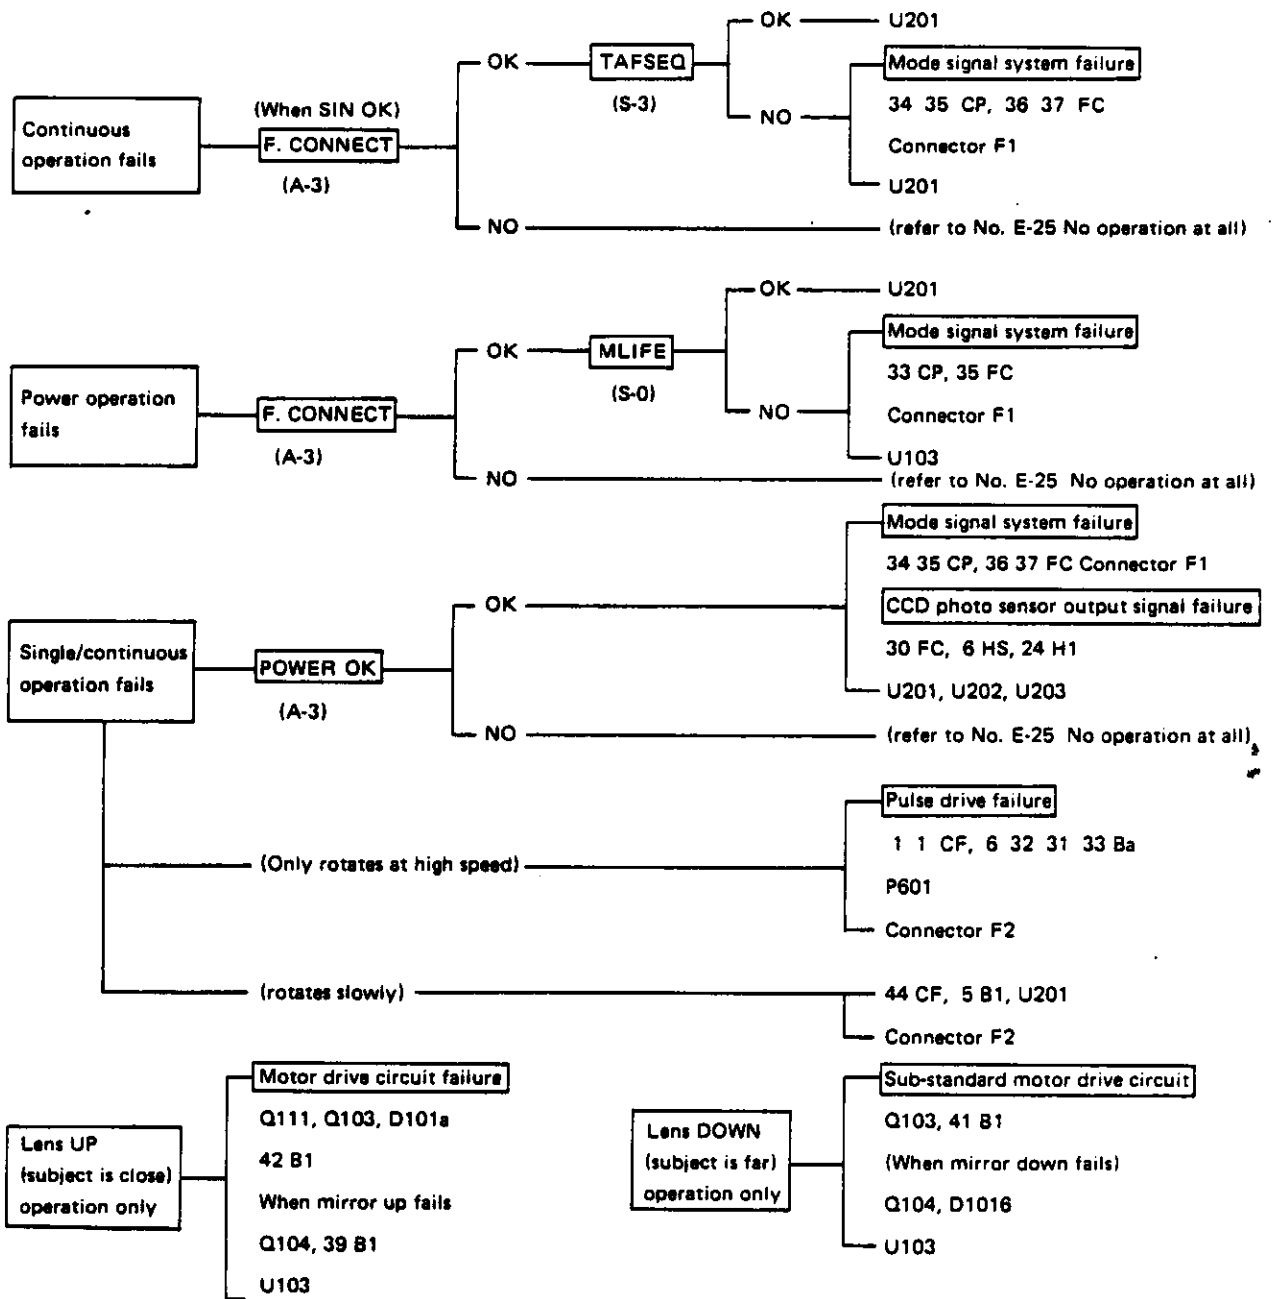 OK U201
OK TAFSEQ Mode signal system failure
(When SIN OK) (S-3) 34 35 CP, 36 37 FC
Continuous
operation fails
F. CONNECT NO Connector F1
(A-3) U201
NO (refer to No. E-25 No operation at all)
OK U201
OK MLIFE Mode signal system failure
(S-0) 33 CP, 35 FC
Power operation
fails
F. CONNECT NO Connector F1
(A-3) U103
NO (refer to No. E-25 No operation at all)
Mode signal system failure
34 35 CP, 36 37 FC Connector F1
OK CCD photo sensor output signal failure
Single/continuous
operation fails
POWER OK 30 FC, 6 HS, 24 H1
(A-3) U201, U202, U203
NO (refer to No. E-25 No operation at all)
Pulse drive failure
1 1 CF, 6 32 31 33 Ba
(Only rotates at high speed) P601
Connector F2
(rotates slowly) 44 CF, 5 B1, U201
Connector F2
Lens UP
(subject is close)
operation only
Motor drive circuit failure
Q111, Q103, D101a
42 B1
When mirror up fails
Q104, 39 B1
U103
Lens DOWN
(subject is far)
operation only
Sub-standard motor drive circuit
Q103, 41 B1
(When mirror down fails)
Q104, D1016
U103